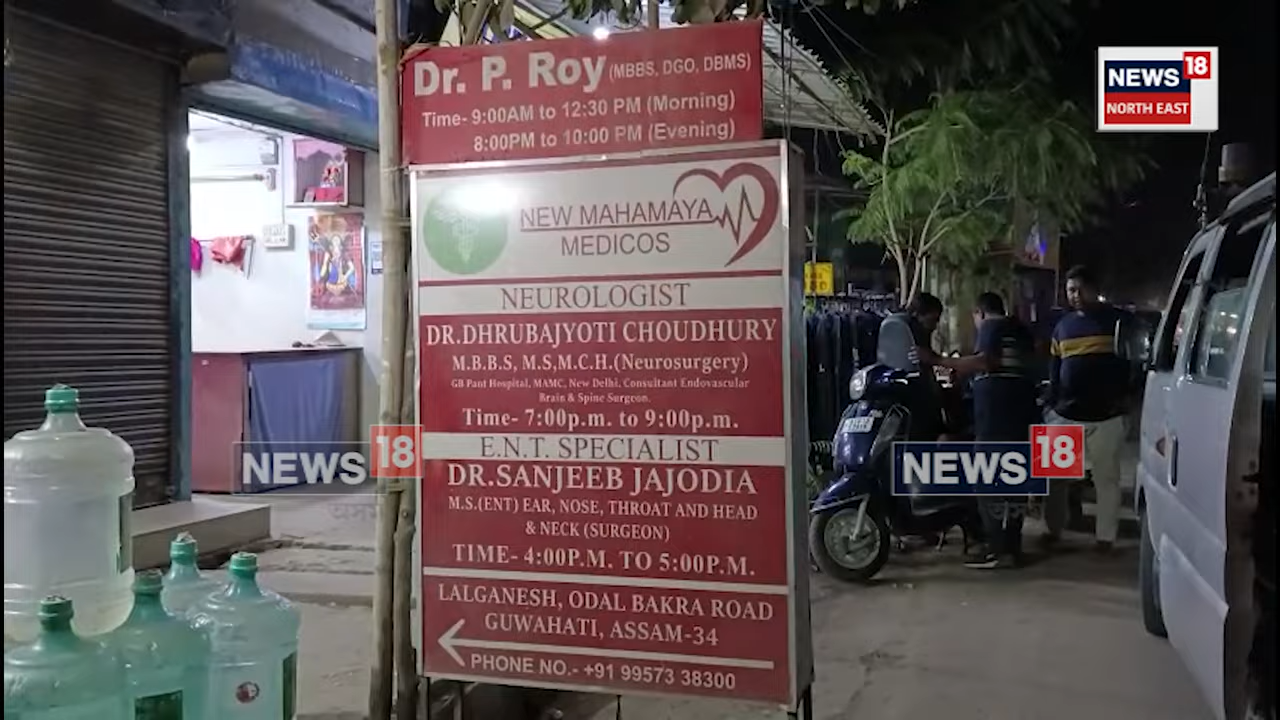 Dr. P. Roy (MBBS, DGO, DBMS)
Time- 9:00AM to 12:30 PM (Morning)
8:00PM to 10:00 PM (Evening)
NEWS 18
NORTH EAST
NEW MAHAMAYA
MEDICOS
NEUROLOGIST
DR.DHRUBAJYOTI CHOUDHURY
M.B.B.S, M.S,M.C.H.(Neurosurgery)
GB Pant Hospital, MAMC, New Delhi. Consultant Endovascular
Brain & Spine Surgeon.
Time- 7:00p.m. to 9:00p.m.
E.N.T. SPECIALIST
DR.SANJEEB JAJODIA
M.S.(ENT) EAR, NOSE, THROAT AND HEAD
& NECK (SURGEON)
TIME- 4:00P.M. TO 5:00P.M.
LALGANESH, ODAL BAKRA ROAD
GUWAHATI, ASSAM-34
PHONE NO.- +91 99573 38300
NEWS 18
NEWS 18